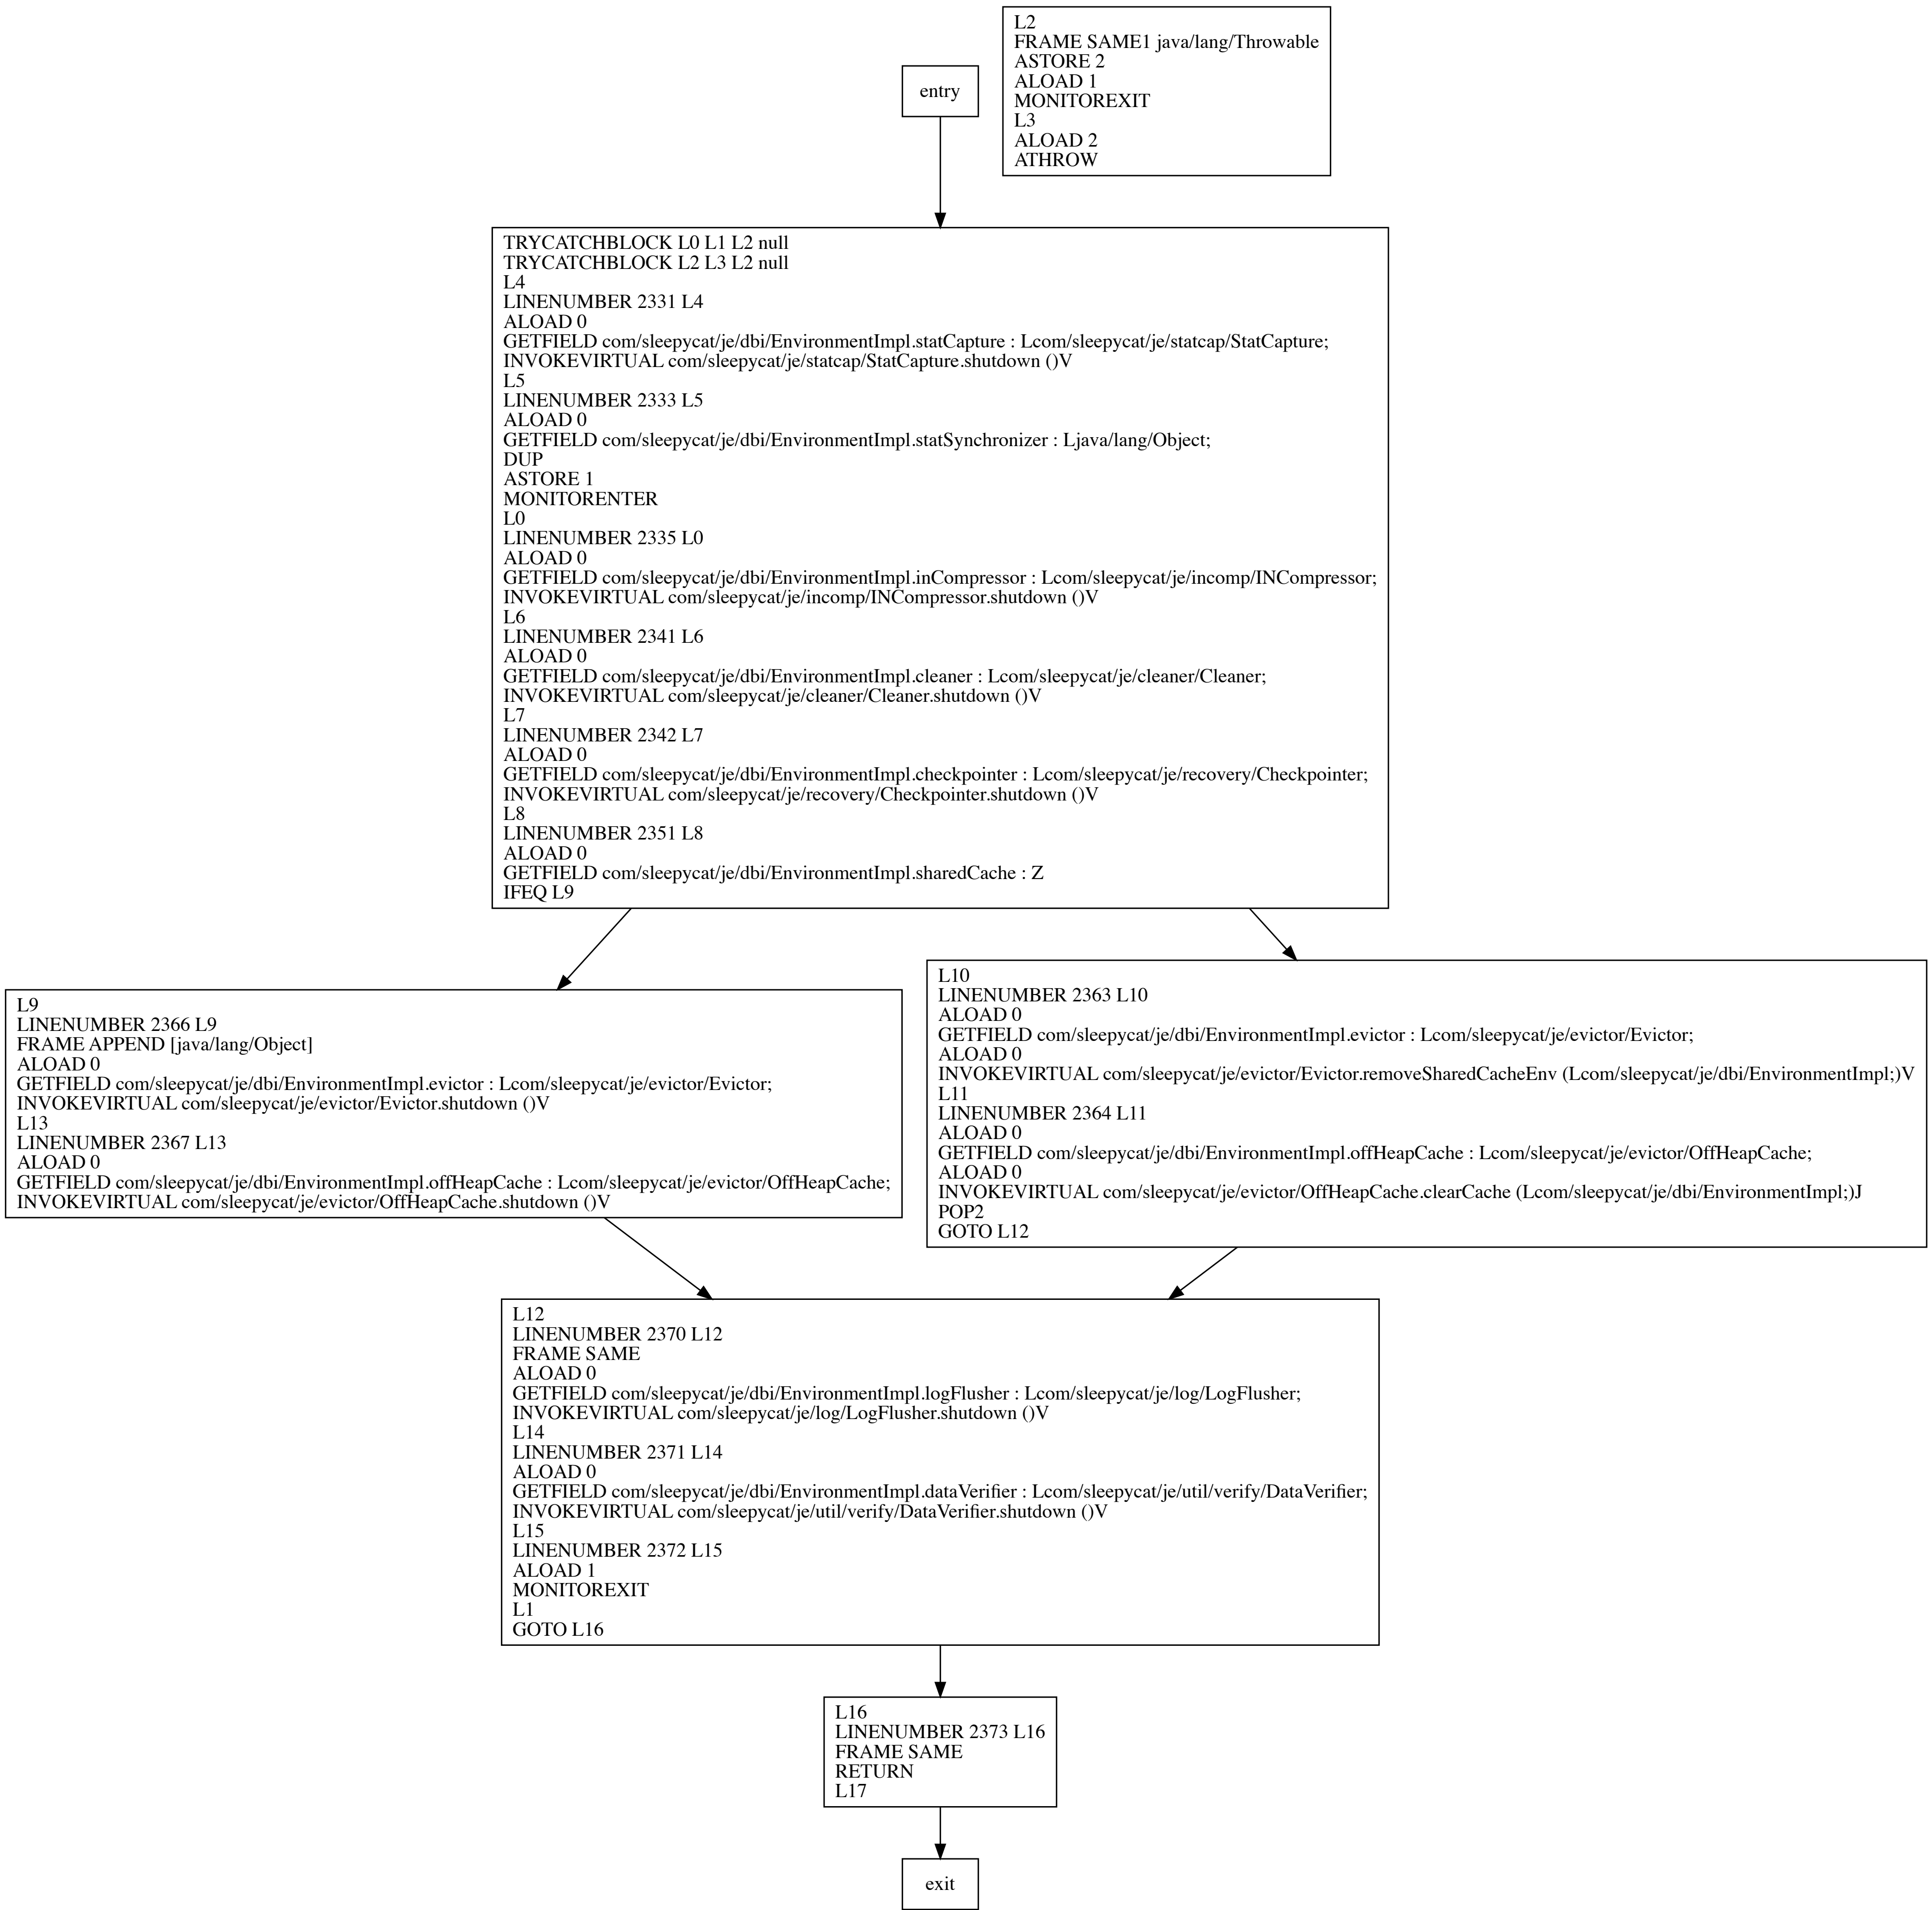 entry
L2
FRAME SAME1 java/lang/Throwable
ASTORE 2
ALOAD 1
MONITOREXIT
L3
ALOAD 2
ATHROW
TRYCATCHBLOCK L0 L1 L2 null
TRYCATCHBLOCK L2 L3 L2 null
L4
LINENUMBER 2331 L4
ALOAD 0
GETFIELD com/sleepycat/je/dbi/EnvironmentImpl.statCapture : Lcom/sleepycat/je/statcap/StatCapture;
INVOKEVIRTUAL com/sleepycat/je/statcap/StatCapture.shutdown ()V
L5
LINENUMBER 2333 L5
ALOAD 0
GETFIELD com/sleepycat/je/dbi/EnvironmentImpl.statSynchronizer : Ljava/lang/Object;
DUP
ASTORE 1
MONITORENTER
L0
LINENUMBER 2335 L0
ALOAD 0
GETFIELD com/sleepycat/je/dbi/EnvironmentImpl.inCompressor : Lcom/sleepycat/je/incomp/INCompressor;
INVOKEVIRTUAL com/sleepycat/je/incomp/INCompressor.shutdown ()V
L6
LINENUMBER 2341 L6
ALOAD 0
GETFIELD com/sleepycat/je/dbi/EnvironmentImpl.cleaner : Lcom/sleepycat/je/cleaner/Cleaner;
INVOKEVIRTUAL com/sleepycat/je/cleaner/Cleaner.shutdown ()V
L7
LINENUMBER 2342 L7
ALOAD 0
GETFIELD com/sleepycat/je/dbi/EnvironmentImpl.checkpointer : Lcom/sleepycat/je/recovery/Checkpointer;
INVOKEVIRTUAL com/sleepycat/je/recovery/Checkpointer.shutdown ()V
L8
LINENUMBER 2351 L8
ALOAD 0
GETFIELD com/sleepycat/je/dbi/EnvironmentImpl.sharedCache : Z
IFEQ L9
L9
LINENUMBER 2366 L9
FRAME APPEND [java/lang/Object]
ALOAD 0
GETFIELD com/sleepycat/je/dbi/EnvironmentImpl.evictor : Lcom/sleepycat/je/evictor/Evictor;
INVOKEVIRTUAL com/sleepycat/je/evictor/Evictor.shutdown ()V
L13
LINENUMBER 2367 L13
ALOAD 0
GETFIELD com/sleepycat/je/dbi/EnvironmentImpl.offHeapCache : Lcom/sleepycat/je/evictor/OffHeapCache;
INVOKEVIRTUAL com/sleepycat/je/evictor/OffHeapCache.shutdown ()V
L10
LINENUMBER 2363 L10
ALOAD 0
GETFIELD com/sleepycat/je/dbi/EnvironmentImpl.evictor : Lcom/sleepycat/je/evictor/Evictor;
ALOAD 0
INVOKEVIRTUAL com/sleepycat/je/evictor/Evictor.removeSharedCacheEnv (Lcom/sleepycat/je/dbi/EnvironmentImpl;)V
L11
LINENUMBER 2364 L11
ALOAD 0
GETFIELD com/sleepycat/je/dbi/EnvironmentImpl.offHeapCache : Lcom/sleepycat/je/evictor/OffHeapCache;
ALOAD 0
INVOKEVIRTUAL com/sleepycat/je/evictor/OffHeapCache.clearCache (Lcom/sleepycat/je/dbi/EnvironmentImpl;)J
POP2
GOTO L12
L12
LINENUMBER 2370 L12
FRAME SAME
ALOAD 0
GETFIELD com/sleepycat/je/dbi/EnvironmentImpl.logFlusher : Lcom/sleepycat/je/log/LogFlusher;
INVOKEVIRTUAL com/sleepycat/je/log/LogFlusher.shutdown ()V
L14
LINENUMBER 2371 L14
ALOAD 0
GETFIELD com/sleepycat/je/dbi/EnvironmentImpl.dataVerifier : Lcom/sleepycat/je/util/verify/DataVerifier;
INVOKEVIRTUAL com/sleepycat/je/util/verify/DataVerifier.shutdown ()V
L15
LINENUMBER 2372 L15
ALOAD 1
MONITOREXIT
L1
GOTO L16
L16
LINENUMBER 2373 L16
FRAME SAME
RETURN
L17
exit